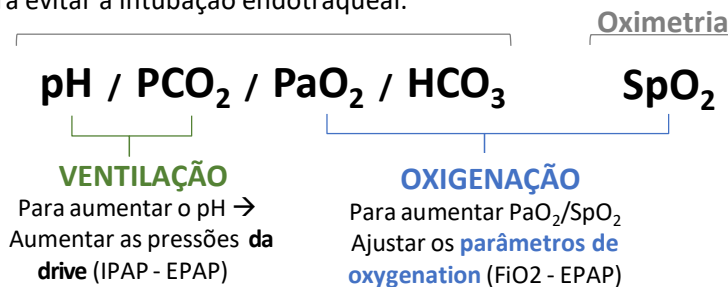 ra evitar a intubação endotraqueal.
Oximetria
pH / PCO₂ / PaO₂ / HCO₃
SpO₂
VENTILAÇÃO
Para aumentar o pH →
Aumentar as pressões da
drive (IPAP - EPAP)
OXIGENAÇÃO
Para aumentar PaO₂/SpO₂
Ajustar os parâmetros de
oxygenation (FiO2 - EPAP)